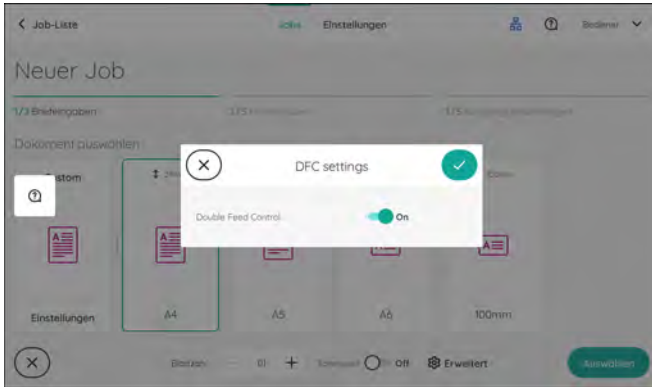 Job-Liste
Jobs
Einstellungen
Bediener
Neuer Job
1/3 Briefeingaben
Dokument auswählen
DFC settings
Double Feed Control
On
Einstellungen
A4
A5
A6
100mm
01
Off
Erweitert
Auswählen